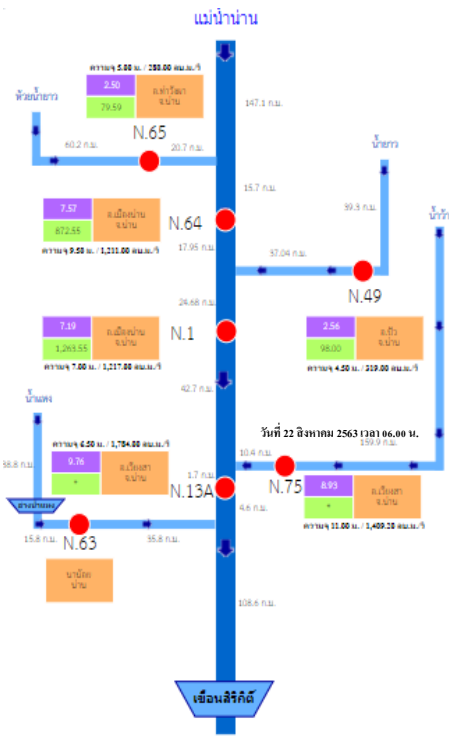 แม่น้ำน่าน
ความจุ 5.00 ม. / 288.00 ลบ.ม./วิ
2.50
อ.ท่าวังผา
จ.น่าน
79.59
ห้วยน้ำยาว
N.65
147.1 ก.ม.
60.2 ก.ม.
20.7 ก.ม.
น้ำยาว
15.7 ก.ม.
7.57
อ.เมืองน่าน
จ.น่าน
872.55
N.64
39.3 ก.ม.
น้ำว้า
ความจุ 9.50 ม. / 1,211.00 ลบ.ม./วิ
17.95 ก.ม.
37.04 ก.ม.
N.49
24.68 ก.ม.
7.19
อ.เมืองน่าน
จ.น่าน
1,263.55
N.1
2.56
อ.ปัว
จ.น่าน
98.00
ความจุ 7.00 ม. / 1,217.00 ลบ.ม./วิ
ความจุ 4.50 ม. / 319.00 ลบ.ม./วิ
42.7 ก.ม.
น้ำแหง
วันที่ 22 สิงหาคม 2563 เวลา 06.00 น.
ความจุ 6.50 ม. / 1,784.00 ลบ.ม./วิ
10.4 ก.ม.
159.9 ก.ม.
9.76
อ.เวียงสา
จ.น่าน
*
38.8 ก.ม.
1.7 ก.ม.
N.13A
N.75
8.93
อ.เวียงสา
จ.น่าน
*
4.6 ก.ม.
ความจุ 11.00 ม. / 1,409.20 ลบ.ม./วิ
15.8 ก.ม.
N.63
35.8 ก.ม.
นาน้อย
น่าน
108.6 ก.ม.
เขื่อนสิริกิติ์